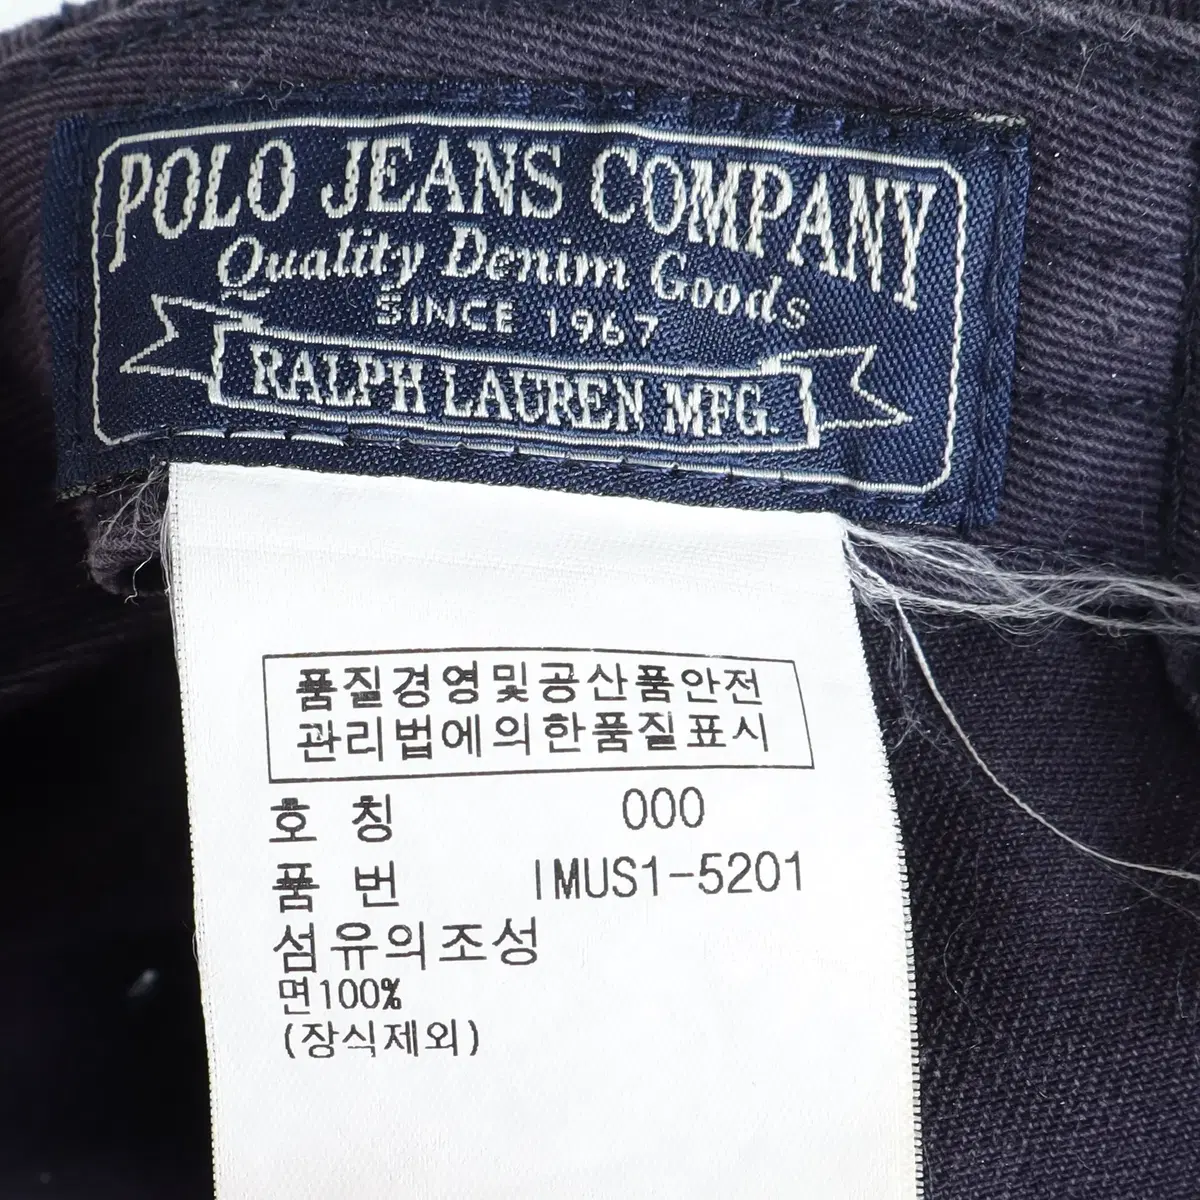 POLO JEANS COMPANY
Quality Denim Goods
SINCE 1967
RALPH LAUREN MFG.
품질경영및공산품안전
관리법에의한품질표시
호 칭 000
품 번 IMUS1-5201
섬유의조성
면100%
(장식제외)